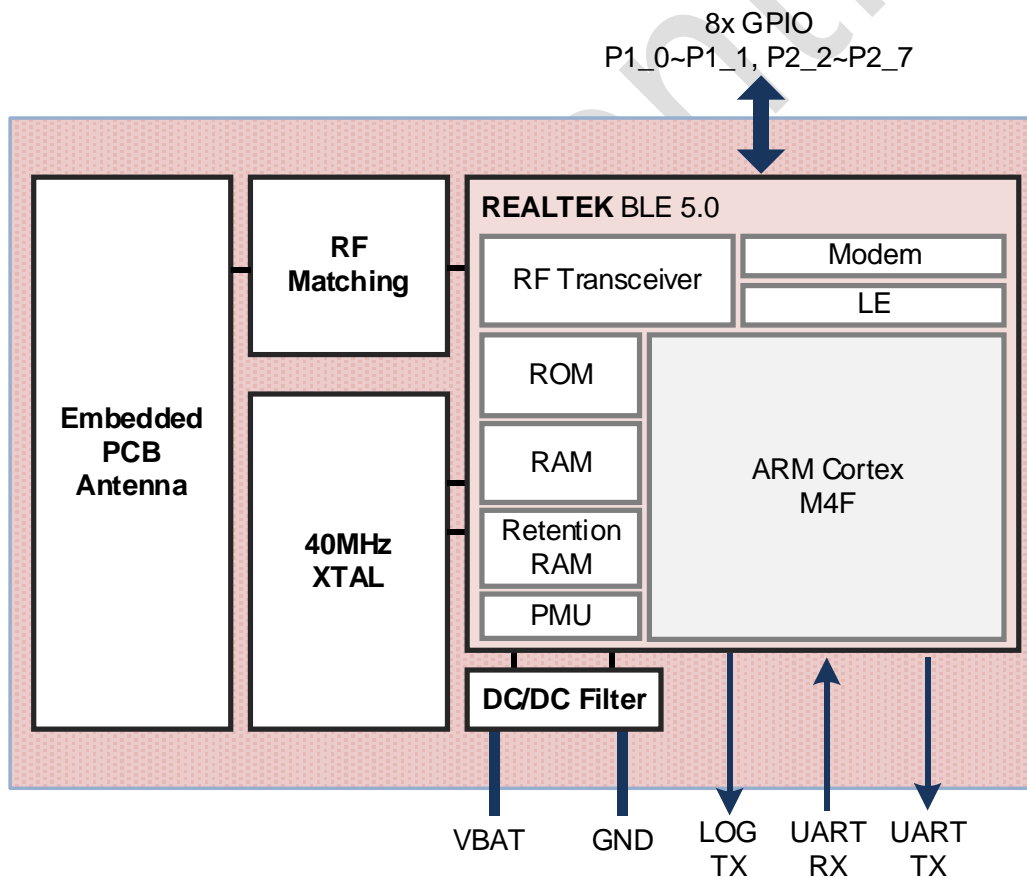 8x GPIO
P1_0~P1_1, P2_2~P2_7
REALTEK BLE 5.0
RF
Matching
RF Transceiver
Modem
LE
ROM
Embedded
PCB
Antenna
RAM
ARM Cortex
M4F
40MHz
XTAL
Retention
RAM
PMU
DC/DC Filter
VBAT
GND
LOG
TX
UART
RX
UART
TX